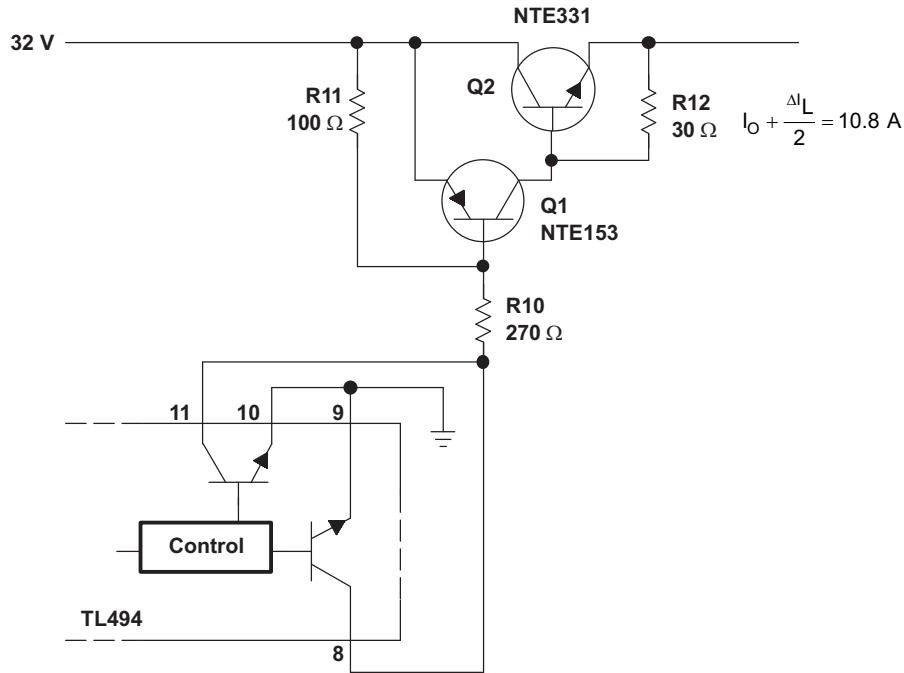 NTE331
32 V
Q2
R11
100 Ω
R12
30 Ω
I_O + ΔI_L / 2 = 10.8 A
Q1
NTE153
R10
270 Ω
11
10
9
Control
TL494
8